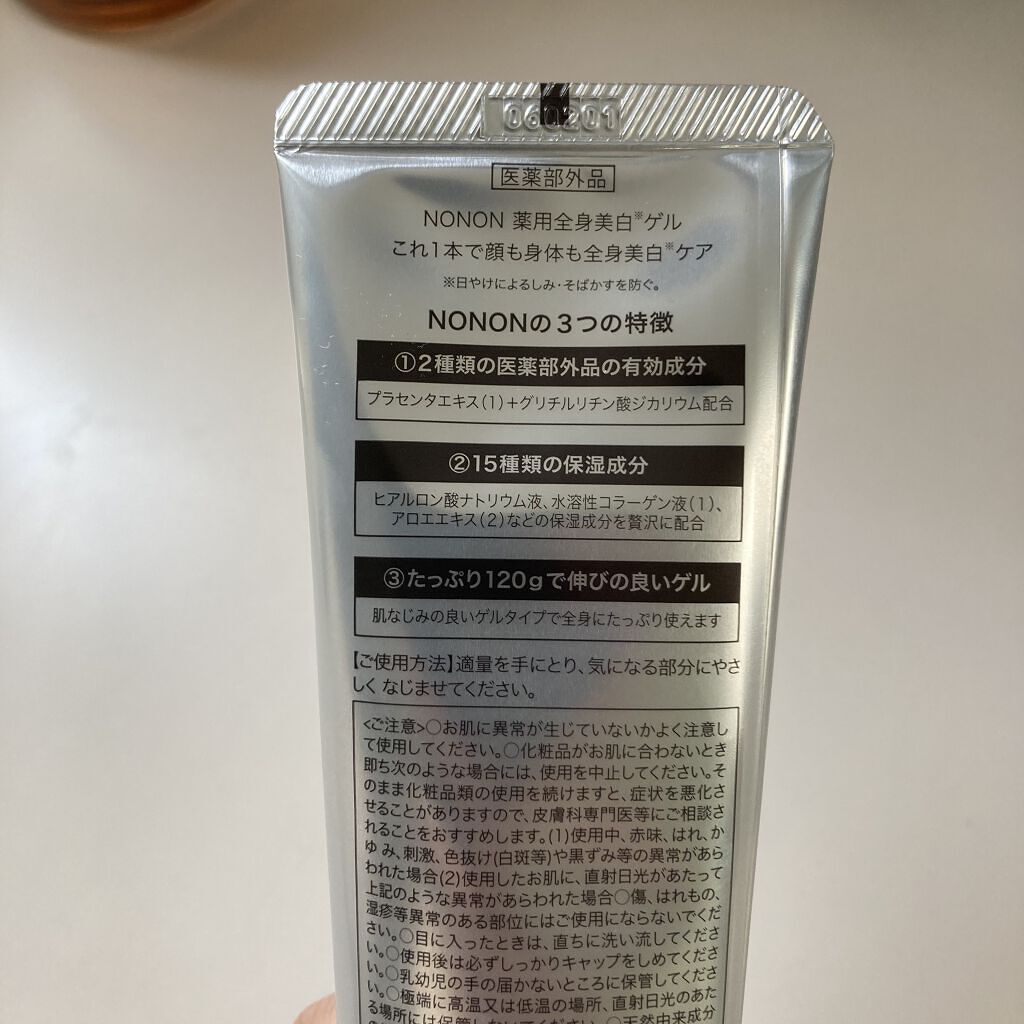 060201
医薬部外品
NONON 薬用全身美白※ゲル
これ1本で顔も身体も全身美白※ケア
※日やけによるしみ・そばかすを防ぐ。
NONONの3つの特徴
①2種類の医薬部外品の有効成分
プラセンタエキス(1)+グリチルリチン酸ジカリウム配合
②15種類の保湿成分
ヒアルロン酸ナトリウム液、水溶性コラーゲン液(1)、
アロエエキス(2)などの保湿成分を贅沢に配合
③たっぷり120gで伸びの良いゲル
肌なじみの良いゲルタイプで全身にたっぷり使えます
【ご使用方法】適量を手にとり、気になる部分にやさ
しくなじませてください。
<ご注意>○お肌に異常が生じていないかよく注意し
て使用してください。○化粧品がお肌に合わないとき
即ち次のような場合には、使用を中止してください。そ
のまま化粧品類の使用を続けますと、症状を悪化さ
せることがありますので、皮膚科専門医等にご相談さ
れることをおすすめします。(1)使用中、赤味、はれ、か
ゆみ、刺激、色抜け(白斑等)や黒ずみ等の異常があら
われた場合(2)使用したお肌に、直射日光があたって
上記のような異常があらわれた場合○傷、はれもの、
湿疹等異常のある部位にはご使用にならないでくだ
さい。○目に入ったときは、直ちに洗い流してくださ
い。○使用後は必ずしっかりキャップをしめてくださ
い。○乳幼児の手の届かないところに保管してくださ
い。○極端に高温又は低温の場所、直射日光のあた
る場所には保管しないでください。○天然由来成分